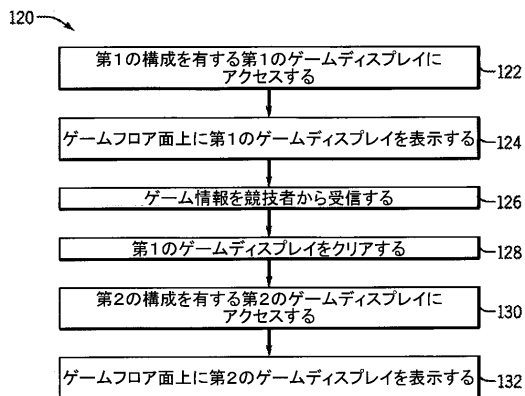 120
第1の構成を有する第1のゲームディスプレイに
アクセスする
122
ゲームフロア面上に第1のゲームディスプレイを表示する
124
ゲーム情報を競技者から受信する
126
第1のゲームディスプレイをクリアする
128
第2の構成を有する第2のゲームディスプレイに
アクセスする
130
ゲームフロア面上に第2のゲームディスプレイを表示する
132